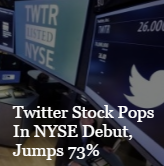 TWTR
LISTED
NYSE
Twitter Stock Pops
In NYSE Debut,
Jumps 73%